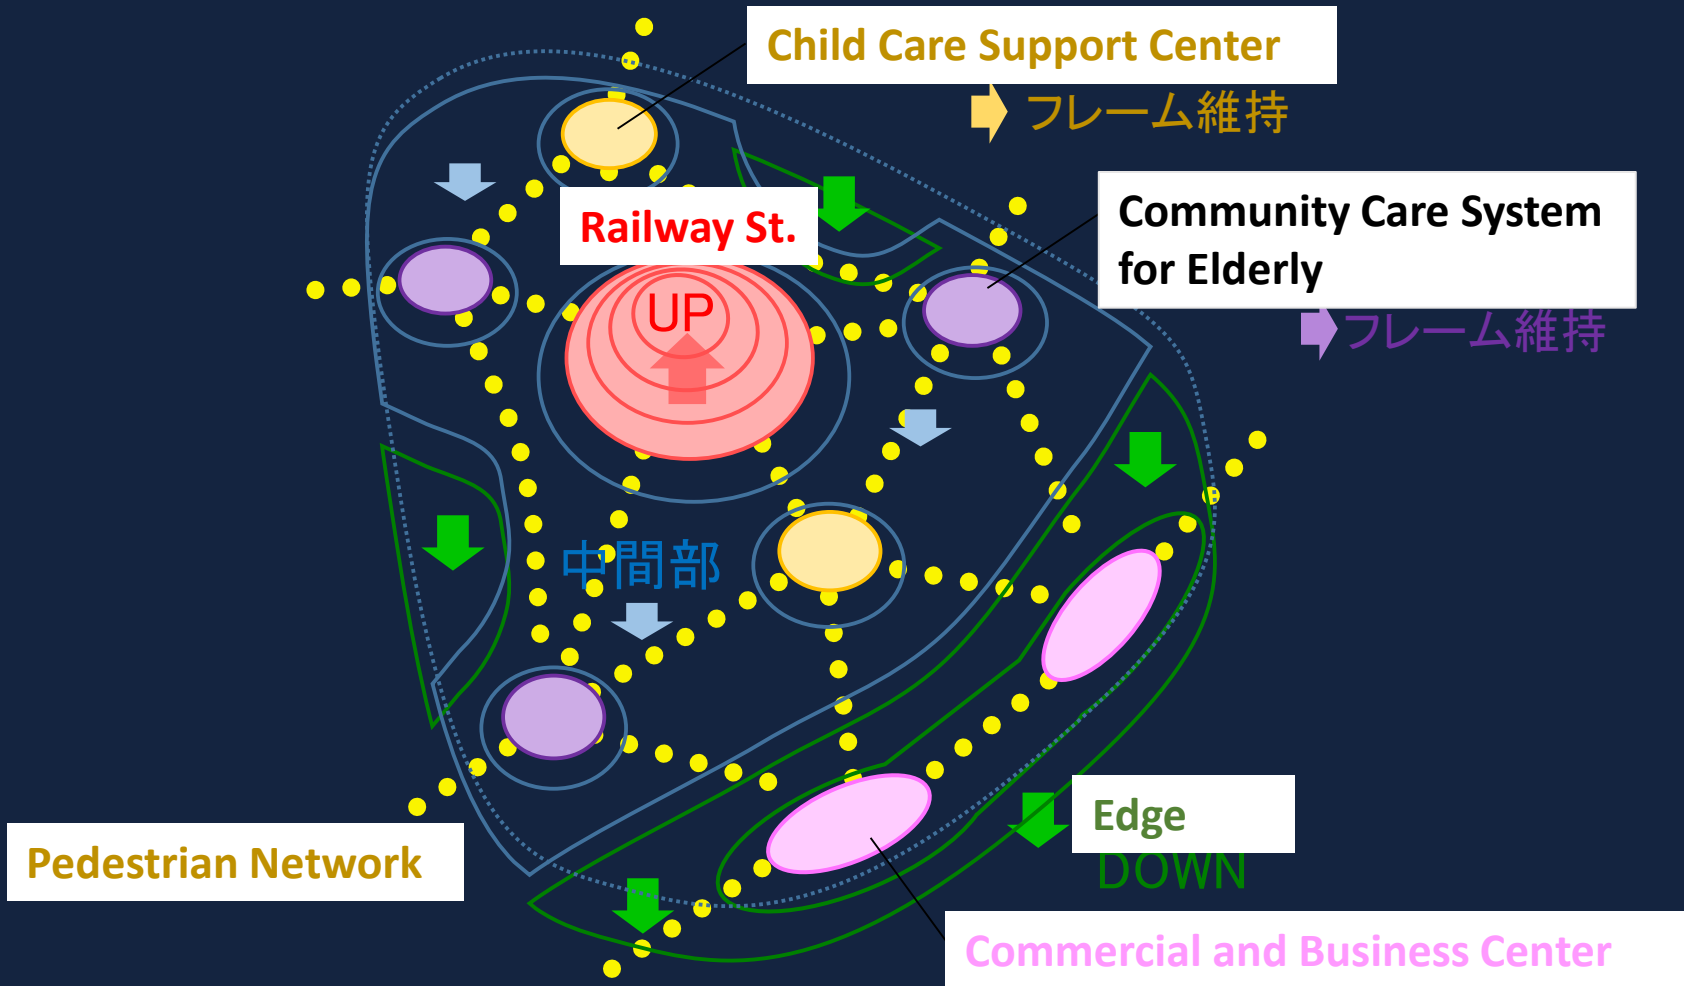 Child Care Support Center
フレーム維持
Community Care System
for Elderly
フレーム維持
Railway St.
UP
中間部
Edge
DOWN
Pedestrian Network
Commercial and Business Center